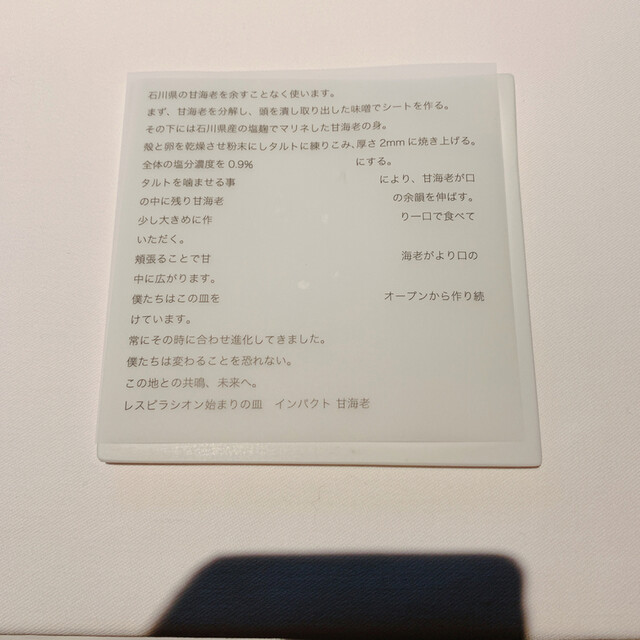 石川県の甘海老を余すことなく使います。
まず、甘海老を分解し、頭を潰し取り出した味噌でシートを作る。
その下には石川県産の塩麹でマリネした甘海老の身。
殻と卵を乾燥させ粉末にしタルトに練りこみ、厚さ2mmに焼き上げる。
全体の塩分濃度を0.9% にする。
タルトを噛ませる事 により、甘海老が口
の中に残り甘海老 の余韻を伸ばす。
少し大きめに作 り一口で食べて
いただく。
頬張ることで甘 海老がより口の
中に広がります。
僕たちはこの皿を オープンから作り続
けています。
常にその時に合わせ進化してきました。
僕たちは変わることを恐れない。
この地との共鳴、未来へ。
レスピラシオン始まりの皿 インパクト 甘海老